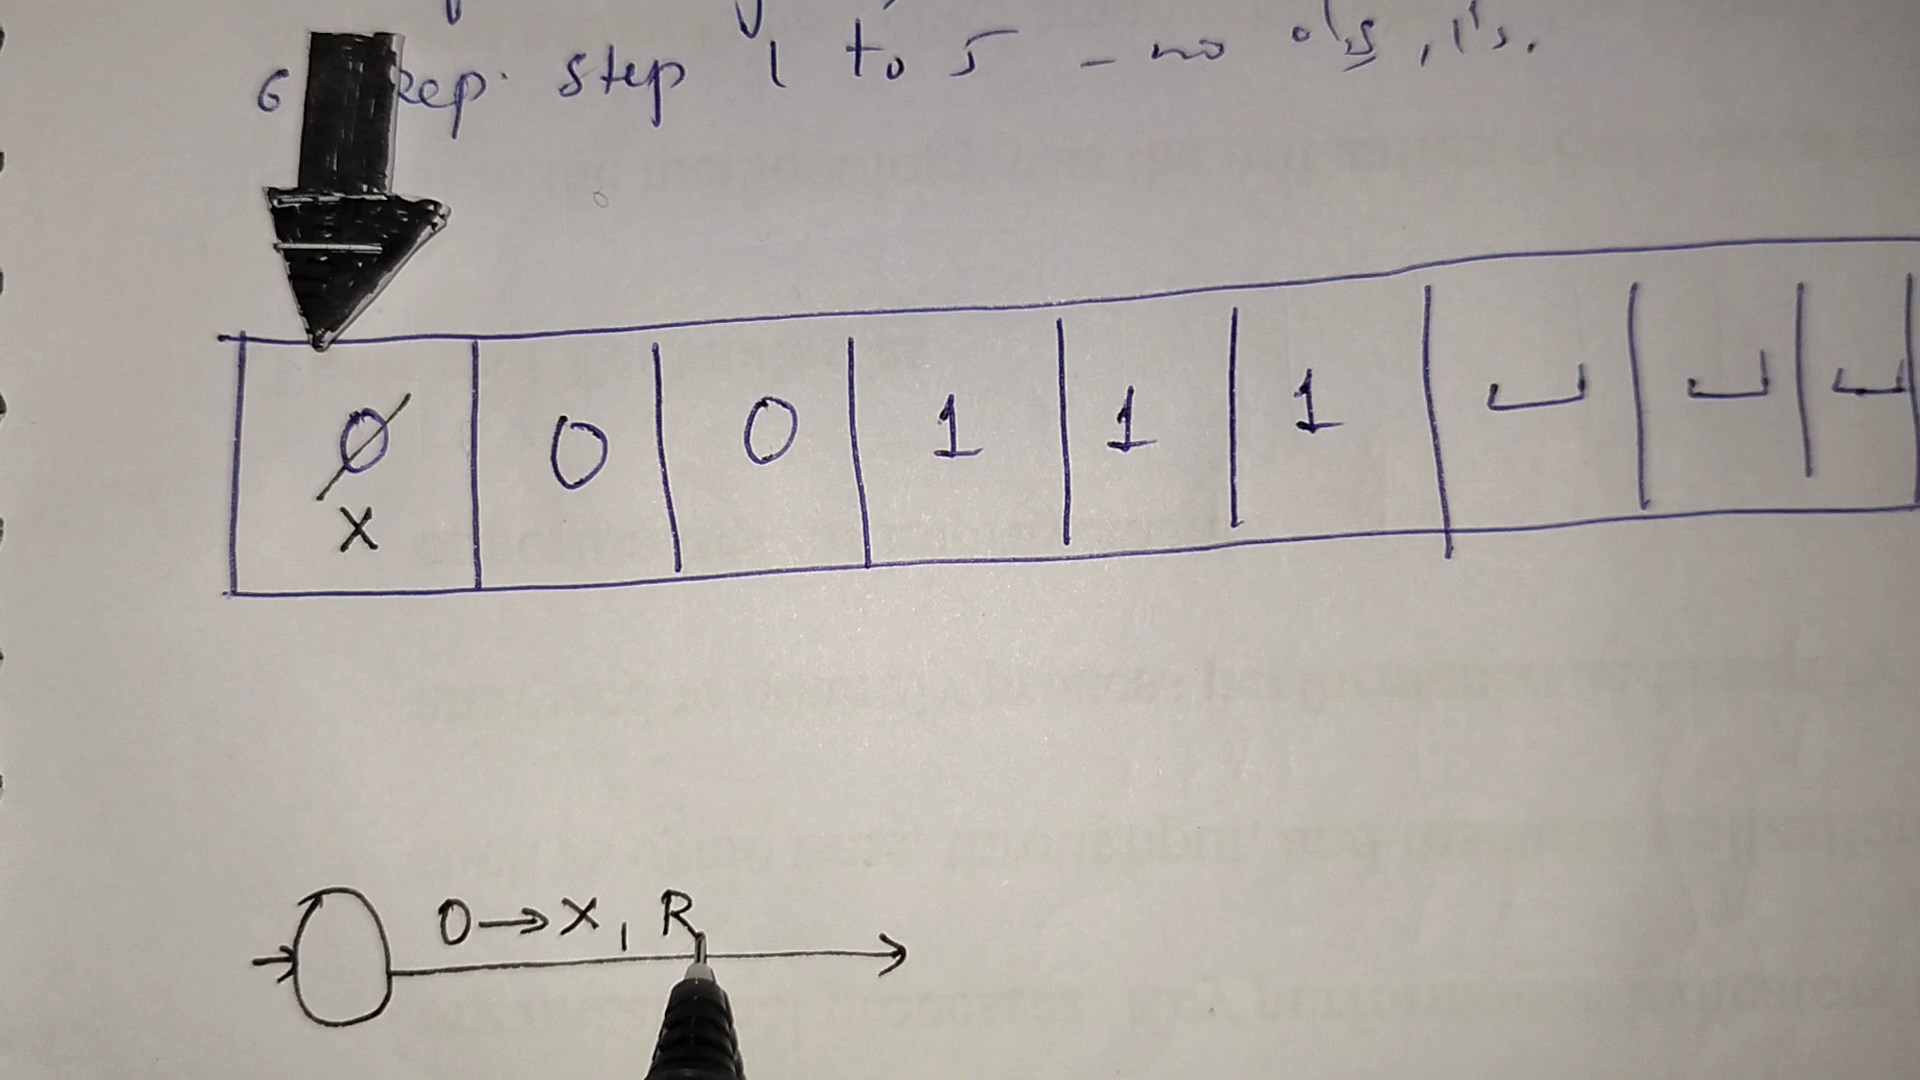 6 Rep. step 1 to 5 - no 0's, 1's.
0 0 0 1 1 1 ⊔ ⊔ ⊔
X
0→X, R